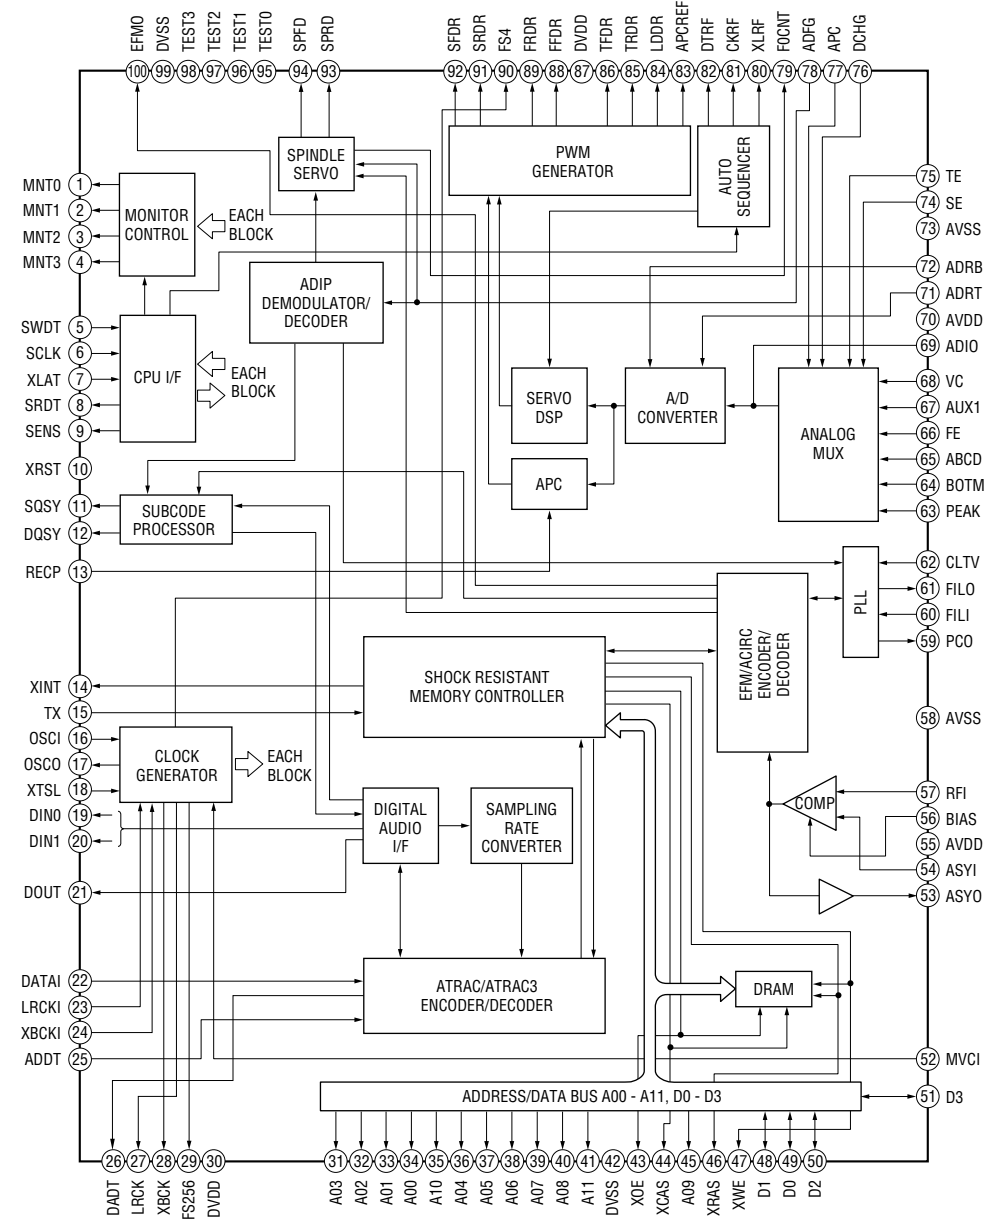 EFMO DVSS TEST3 TEST2 TEST1 TEST0 SPFD SPRD SFDR SRDR FS4 FRDR FFDR DVDD TFDR TRDR LDDR APCREF DTRF CKRF XLRF F0CNT ADFG APC DCHG
100 99 98 97 96 95 94 93 92 91 90 89 88 87 86 85 84 83 82 81 80 79 78 77 76
SPINDLE
SERVO
PWM
GENERATOR
AUTO
SEQUENCER
MNT0 1
MNT1 2
MNT2 3
MNT3 4
MONITOR
CONTROL
EACH
BLOCK
75 TE
74 SE
73 AVSS
72 ADRB
71 ADRT
70 AVDD
69 ADIO
ADIP
DEMODULATOR/
DECODER
SWDT 5
SCLK 6
XLAT 7
SRDT 8
SENS 9
CPU I/F
EACH
BLOCK
SERVO
DSP
A/D
CONVERTER
ANALOG
MUX
68 VC
67 AUX1
66 FE
65 ABCD
64 BOTM
63 PEAK
XRST 10
SQSY 11
DQSY 12
RECP 13
SUBCODE
PROCESSOR
APC
PLL
62 CLTV
61 FILO
60 FILI
59 PCO
EFM/ACIRC
ENCODER/
DECODER
SHOCK RESISTANT
MEMORY CONTROLLER
XINT 14
TX 15
OSCI 16
OSCO 17
XTSL 18
DIN0 19
DIN1 20
DOUT 21
CLOCK
GENERATOR
EACH
BLOCK
58 AVSS
57 RFI
56 BIAS
55 AVDD
54 ASYI
53 ASYO
COMP
DIGITAL
AUDIO
I/F
SAMPLING
RATE
CONVERTER
DATAI 22
LRCKI 23
XBCKI 24
ADDT 25
ATRAC/ATRAC3
ENCODER/DECODER
DRAM
52 MVCI
51 D3
ADDRESS/DATA BUS A00 - A11, D0 - D3
26 27 28 29 30 31 32 33 34 35 36 37 38 39 40 41 42 43 44 45 46 47 48 49 50
DADT LRCK XBCK FS256 DVDD A03 A02 A01 A00 A10 A04 A05 A06 A07 A08 A11 DVSS XOE XCAS A09 XRAS XWE D1 D0 D2